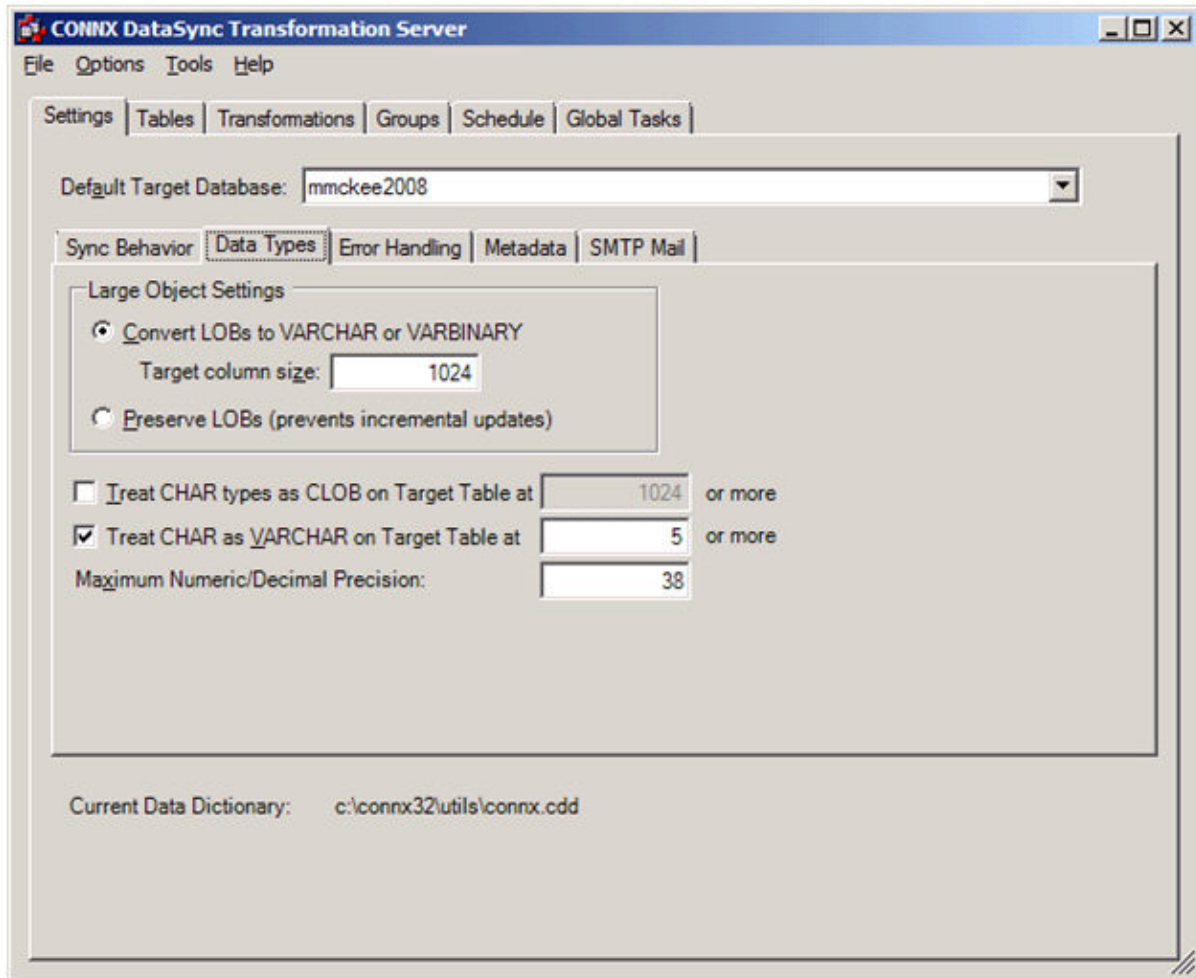 CONNX DataSync Transformation Server
File Options Tools Help
Settings Tables Transformations Groups Schedule Global Tasks
Default Target Database: mmckee2008
Sync Behavior Data Types Error Handling Metadata SMTP Mail
Large Object Settings
Convert LOBs to VARCHAR or VARBINARY
Target column size: 1024
Preserve LOBs (prevents incremental updates)
Treat CHAR types as CLOB on Target Table at 1024 or more
Treat CHAR as VARCHAR on Target Table at 5 or more
Maximum Numeric/Decimal Precision: 38
Current Data Dictionary: c:\connx32\utils\connx.cdd